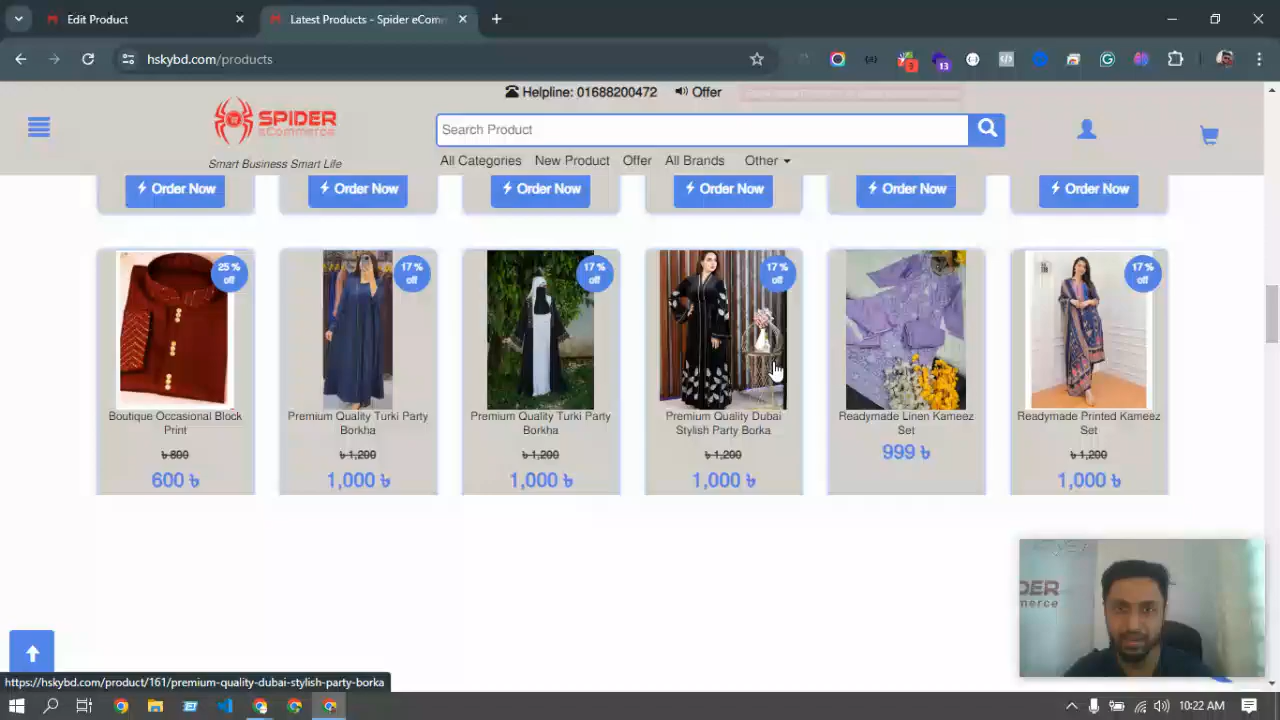 Edit Product
Latest Products - Spider eComm
hskybd.com/products
3
13
Helpline: 01688200472
Offer
SPIDER
eCommerce
Smart Business Smart Life
Search Product
All Categories
New Product
Offer
All Brands
Other
Order Now
Order Now
Order Now
Order Now
Order Now
Order Now
25 %
off
17 %
off
17 %
off
17 %
off
17 %
off
Boutique Occasional Block
Print
৳ 800
600 ৳
Premium Quality Turki Party
Borkha
৳ 1,200
1,000 ৳
Premium Quality Turki Party
Borkha
৳ 1,200
1,000 ৳
Premium Quality Dubai
Stylish Party Borka
৳ 1,200
1,000 ৳
Readymade Linen Kameez
Set
999 ৳
Readymade Printed Kameez
Set
৳ 1,200
1,000 ৳
DER
merce
https://hskybd.com/product/161/premium-quality-dubai-stylish-party-borka
10:22 AM